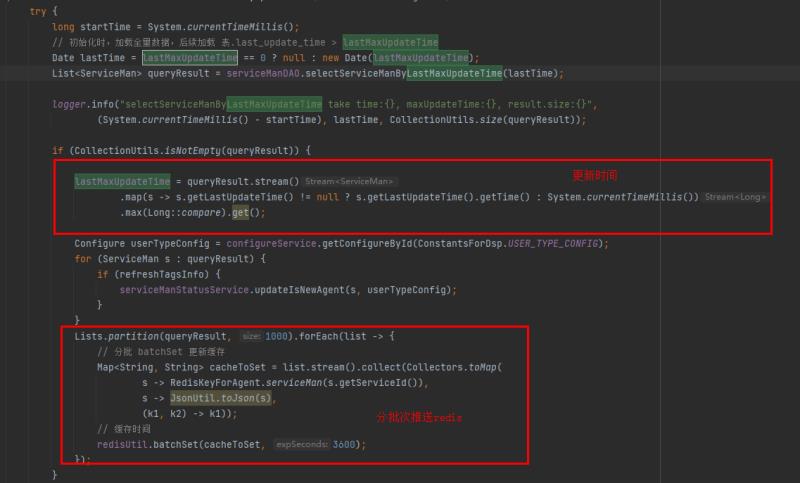 try {
long startTime = System.currentTimeMillis();
// 初始化时，加载全量数据，后续加载 表.last_update_time > lastMaxUpdateTime
Date lastTime = lastMaxUpdateTime == 0 ? null : new Date(lastMaxUpdateTime);
List<ServiceMan> queryResult = serviceManDAO.selectServiceManByLastMaxUpdateTime(lastTime);
logger.info("selectServiceManByLastMaxUpdateTime take time:{}, maxUpdateTime:{}, result.size:{}",
(System.currentTimeMillis() - startTime), lastTime, CollectionUtils.size(queryResult));
if (CollectionUtils.isNotEmpty(queryResult)) {
更新时间
lastMaxUpdateTime = queryResult.stream() Stream<ServiceMan>
.map(s -> s.getLastUpdateTime() != null ? s.getLastUpdateTime().getTime() : System.currentTimeMillis()) Stream<Long>
.max(Long::compare).get();
Configure userTypeConfig = configureService.getConfigureById(ConstantsForDsp.USER_TYPE_CONFIG);
for (ServiceMan s : queryResult) {
if (refreshTagsInfo) {
serviceManStatusService.updateIsNewAgent(s, userTypeConfig);
}
}
Lists.partition(queryResult, size: 1000).forEach(list -> {
// 分批 batchSet 更新缓存
Map<String, String> cacheToSet = list.stream().collect(Collectors.toMap(
s -> RedisKeyForAgent.serviceMan(s.getServiceId()),
s -> JsonUtil.toJson(s),
(k1, k2) -> k1));
分批次推送redis
// 缓存时间
redisUtil.batchSet(cacheToSet, expSeconds: 3600);
});
}